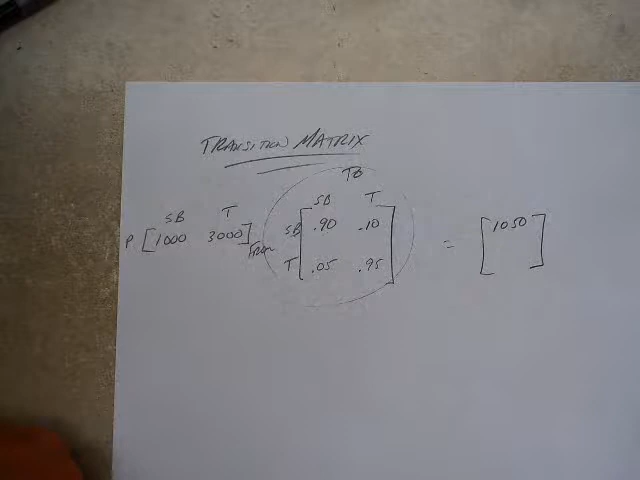 TRANSITION MATRIX
TO
SB T
SB T
P [1000 3000] From SB .90 .10 = [1050]
T .05 .95